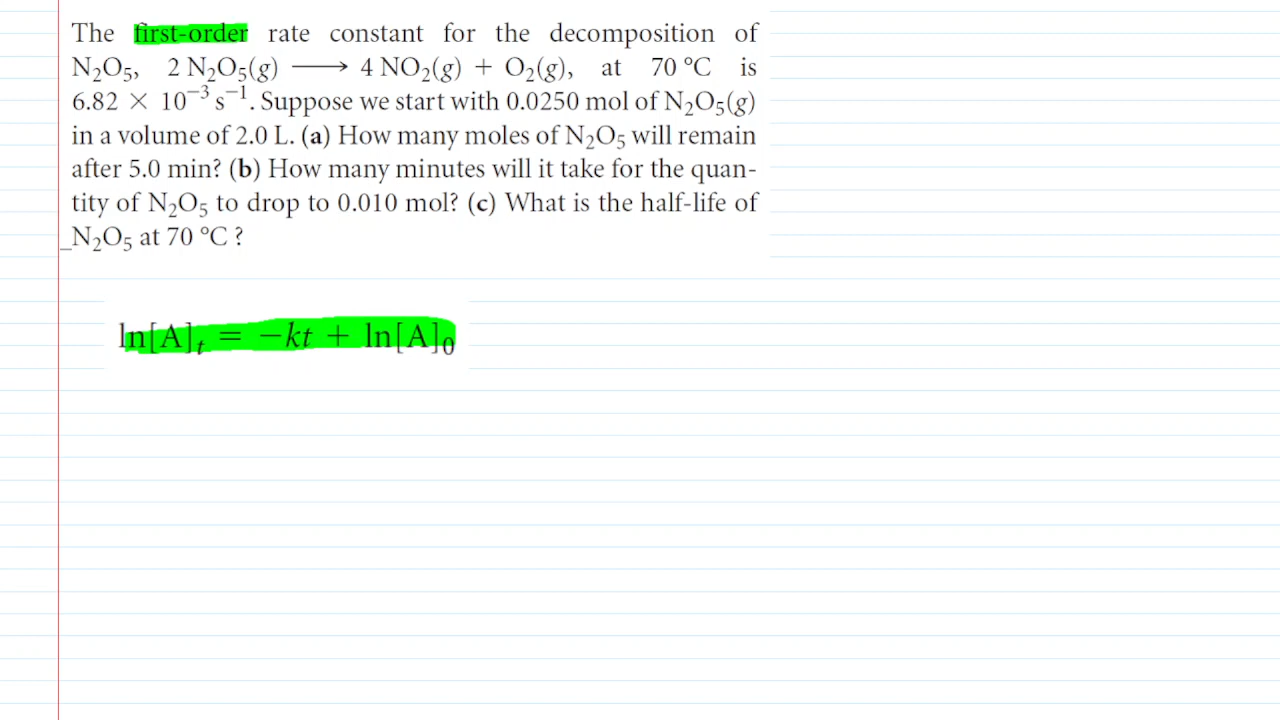 The first-order rate constant for the decomposition of
N₂O₅, 2 N₂O₅(g) ⟶ 4 NO₂(g) + O₂(g), at 70 °C is
6.82 × 10⁻³ s⁻¹. Suppose we start with 0.0250 mol of N₂O₅(g)
in a volume of 2.0 L. (a) How many moles of N₂O₅ will remain
after 5.0 min? (b) How many minutes will it take for the quan-
tity of N₂O₅ to drop to 0.010 mol? (c) What is the half-life of
N₂O₅ at 70 °C ?
ln[A]ₜ = −kt + ln[A]₀